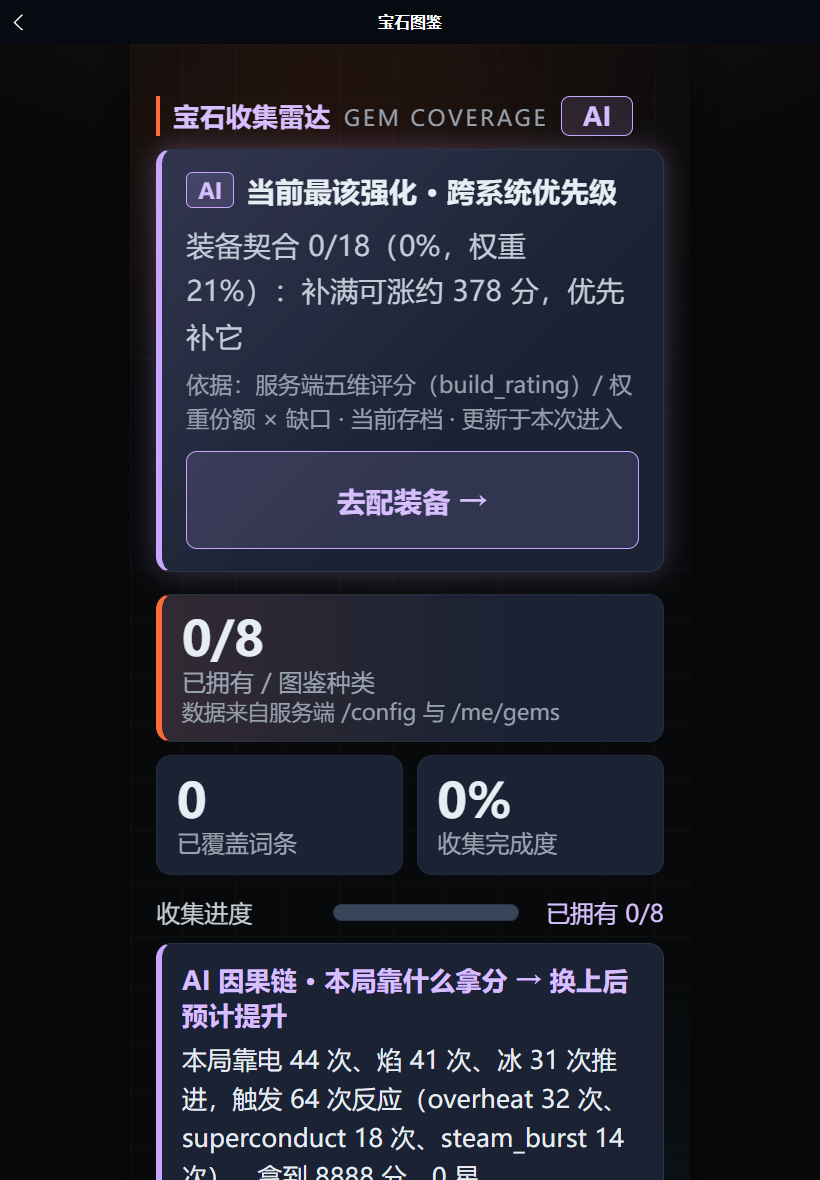 宝石图鉴
宝石收集雷达 GEM COVERAGE AI
AI 当前最该强化 · 跨系统优先级
装备契合 0/18（0%，权重
21%）：补满可涨约 378 分，优先
补它
依据：服务端五维评分（build_rating）/ 权
重份额 × 缺口 · 当前存档 · 更新于本次进入
去配装备 →
0/8
已拥有 / 图鉴种类
数据来自服务端 /config 与 /me/gems
0
已覆盖词条
0%
收集完成度
收集进度 已拥有 0/8
AI 因果链 · 本局靠什么拿分 → 换上后
预计提升
本局靠电 44 次、焰 41 次、冰 31 次推
进，触发 64 次反应（overheat 32 次、
superconduct 18 次、steam_burst 14
次），拿到 8888 分、0 星